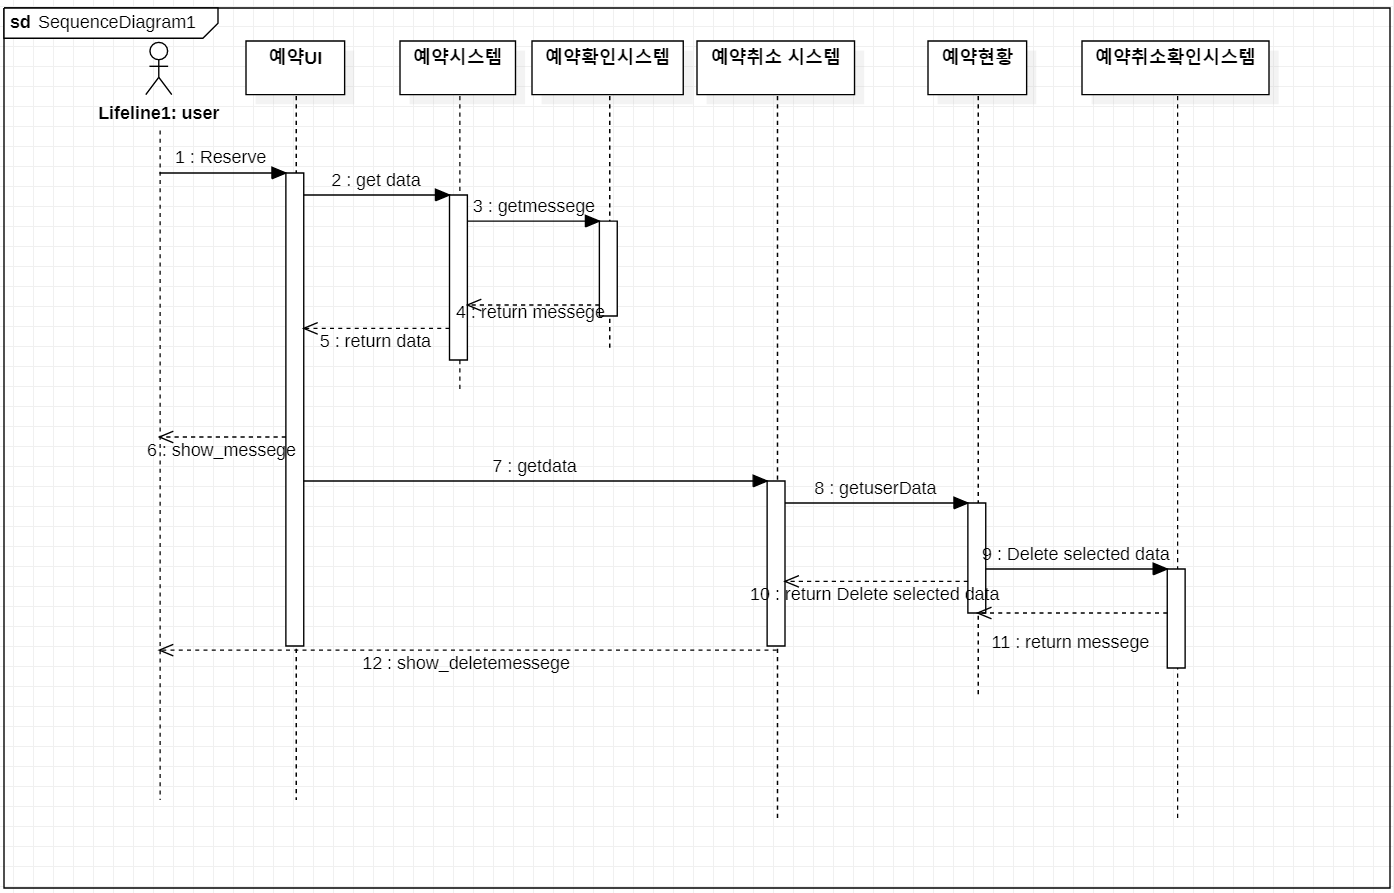 sd SequenceDiagram1
예약UI
예약시스템
예약확인시스템
예약취소 시스템
예약현황
예약취소확인시스템
Lifeline1: user
1 : Reserve
2 : get data
3 : getmessege
4 : return messege
5 : return data
6 : show_messege
7 : getdata
8 : getuserData
9 : Delete selected data
10 : return Delete selected data
11 : return messege
12 : show_deletemessege